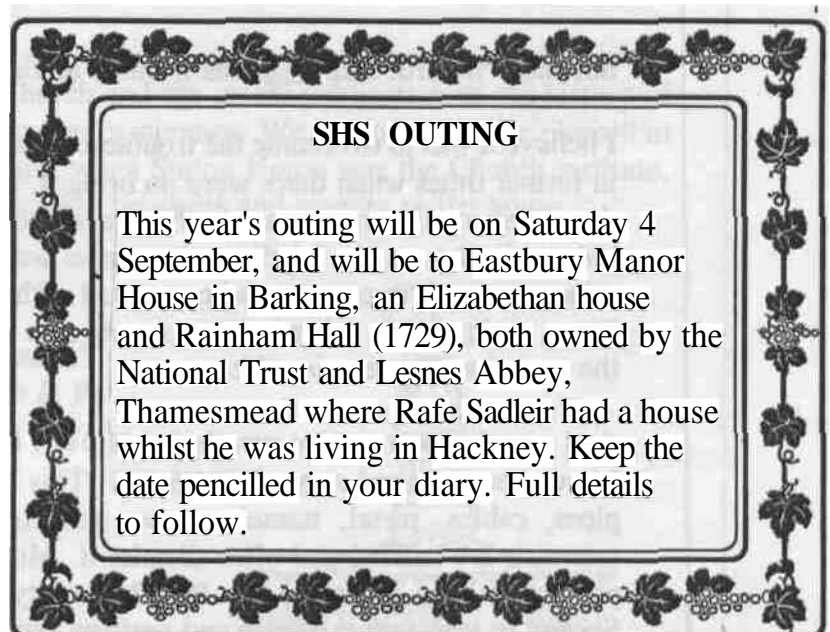 SHS OUTING
This year's outing will be on Saturday 4
September, and will be to Eastbury Manor
House in Barking, an Elizabethan house
and Rainham Hall (1729), both owned by the
National Trust and Lesnes Abbey,
Thamesmead where Rafe Sadleir had a house
whilst he was living in Hackney. Keep the
date pencilled in your diary. Full details
to follow.